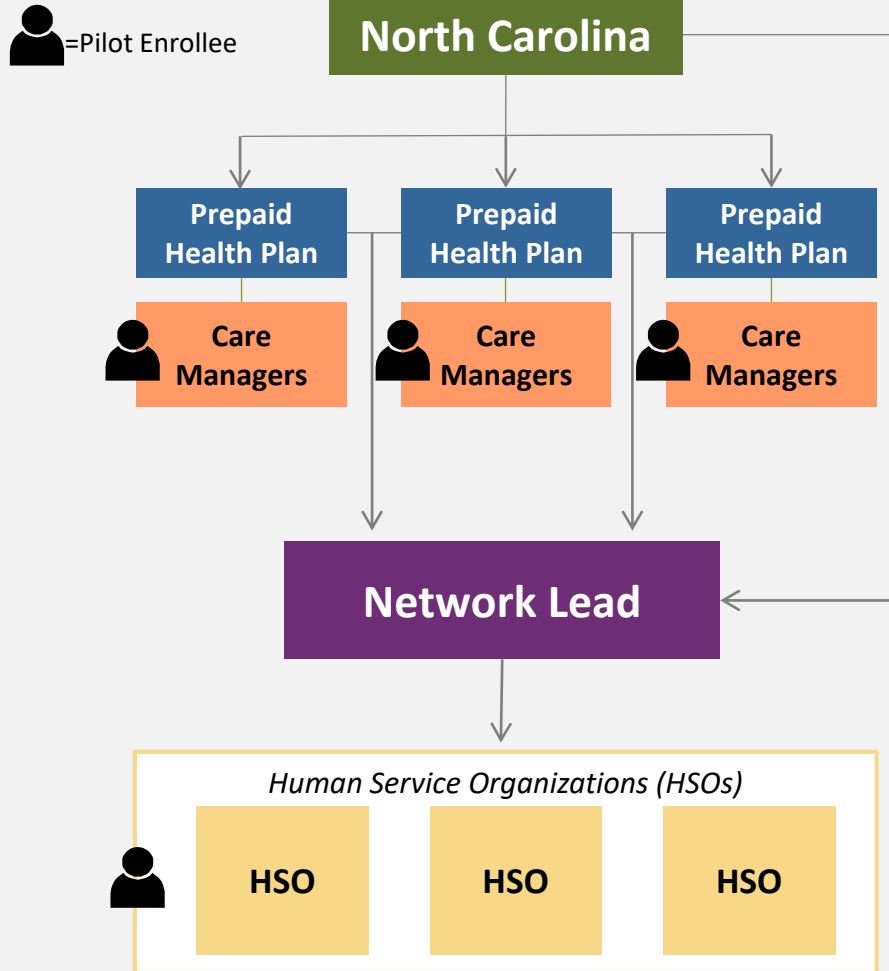 =Pilot Enrollee
North Carolina
Prepaid
Health Plan
Prepaid
Health Plan
Prepaid
Health Plan
Care
Managers
Care
Managers
Care
Managers
Network Lead
Human Service Organizations (HSOs)
HSO
HSO
HSO